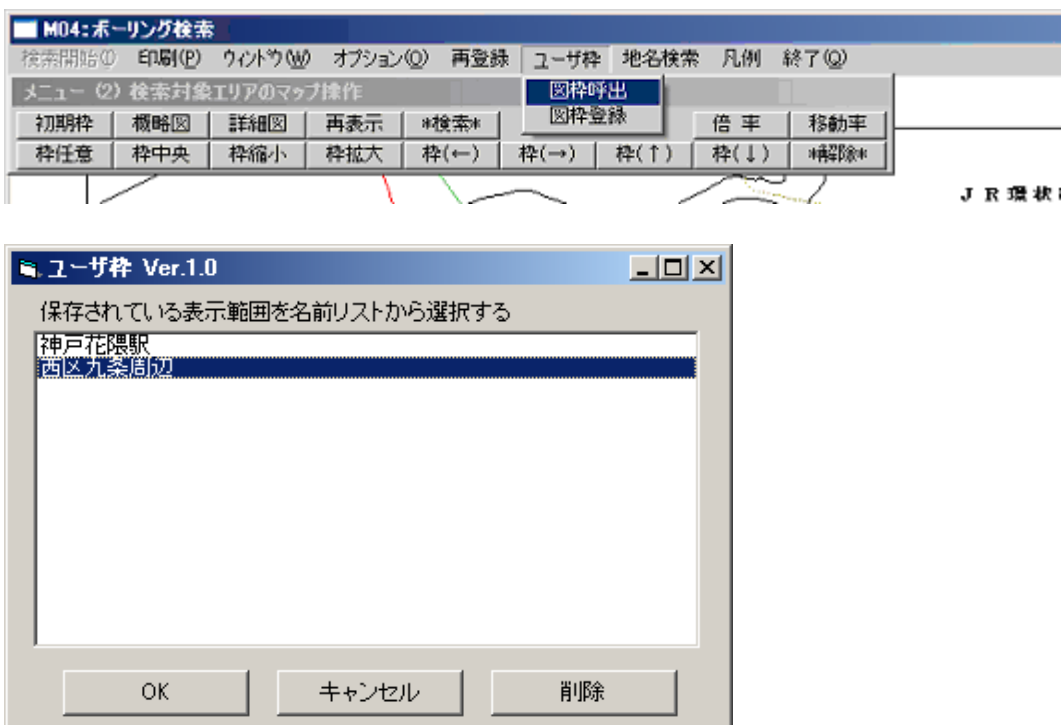 M04:ボーリング検索
検索開始(I) 印刷(P) ウィンドウ(W) オプション(O) 再登録 ユーザ枠 地名検索 凡例 終了(Q)
メニュー (2) 検索対象エリアのマップ操作
図枠呼出
図枠登録
初期枠 概略図 詳細図 再表示 *検索* 倍 率 移動率
枠任意 枠中央 枠縮小 枠拡大 枠(←) 枠(→) 枠(↑) 枠(↓) *解除*
JR環状
ユーザ枠 Ver.1.0
保存されている表示範囲を名前リストから選択する
神戸花隈駅
西区九条周辺
OK キャンセル 削除